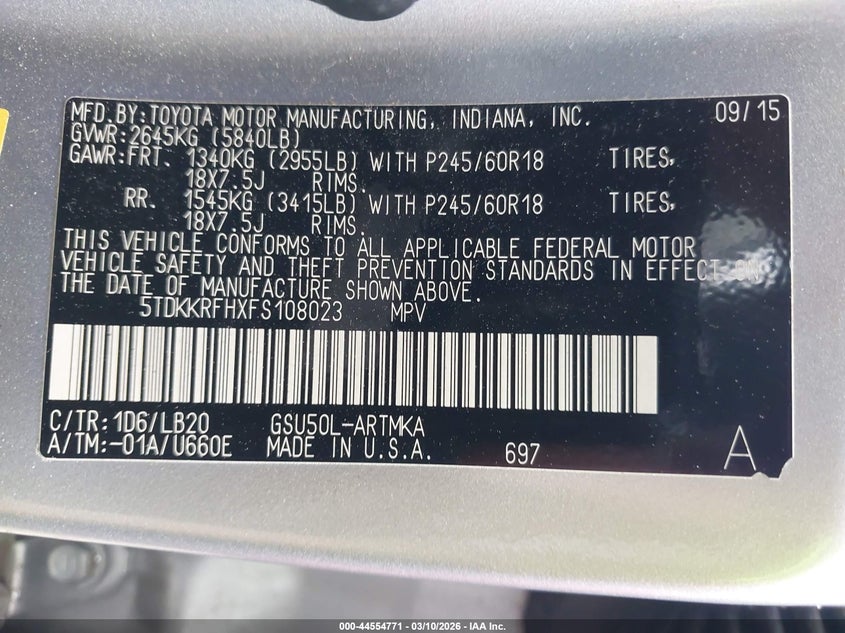 MFD.BY:TOYOTA MOTOR MANUFACTURING, INDIANA, INC. 09/15
GVWR:2645KG (5840LB)
GAWR:FRT. 1340KG (2955LB) WITH P245/60R18 TIRES,
18X7.5J RIMS.
RR. 1545KG (3415LB) WITH P245/60R18 TIRES,
18X7.5J RIMS.
THIS VEHICLE CONFORMS TO ALL APPLICABLE FEDERAL MOTOR
VEHICLE SAFETY AND THEFT PREVENTION STANDARDS IN EFFECT ON
THE DATE OF MANUFACTURE SHOWN ABOVE.
5TDKKRFHXFS108023 MPV
C/TR:1D6/LB20 GSU50L-ARTMKA
A/TM:-01A/U660E MADE IN U.S.A. 697 A
000-44554771 — 03/10/2026 — IAA Inc.